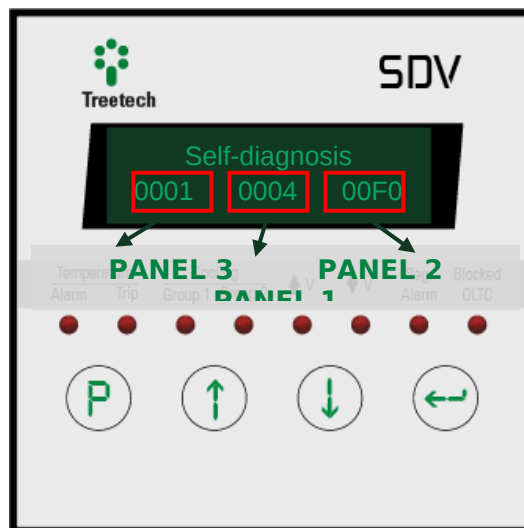 SDV
Treetech
Self-diagnosis
0001 0004 00F0
PANEL 3 PANEL 2
PANEL 1
Temperature
Alarm Trip Group 1 Alarm
Blocked
OLTC
P